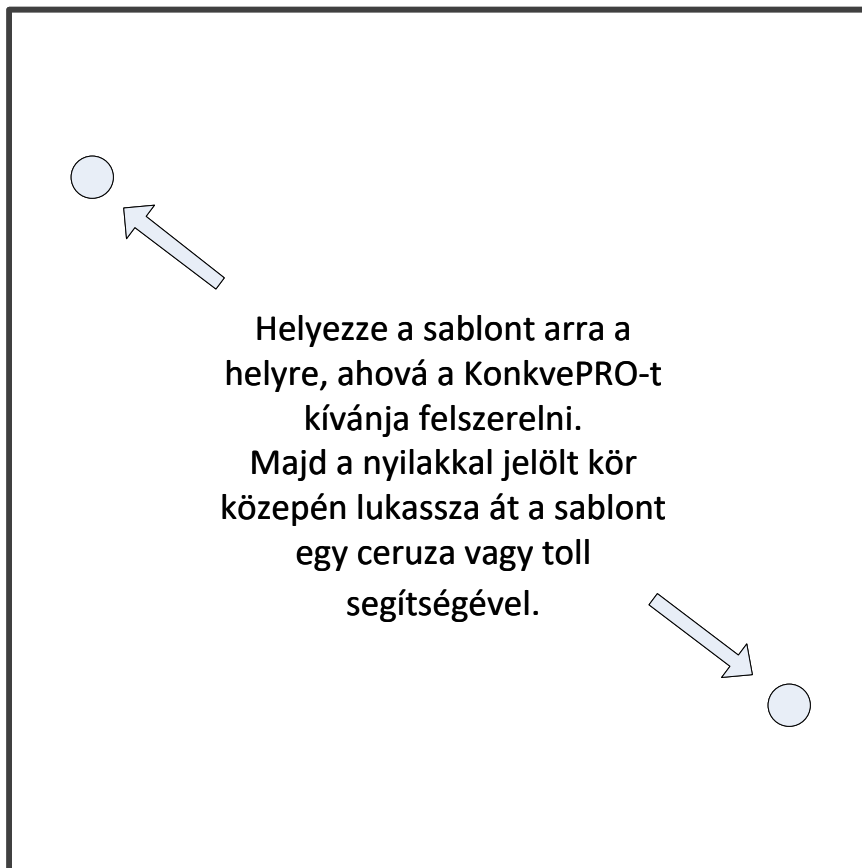 Helyezze a sablont arra a
helyre, ahová a KonkvePRO-t
kívánja felszerelni.
Majd a nyilakkal jelölt kör
közepén lukassza át a sablont
egy ceruza vagy toll
segítségével.